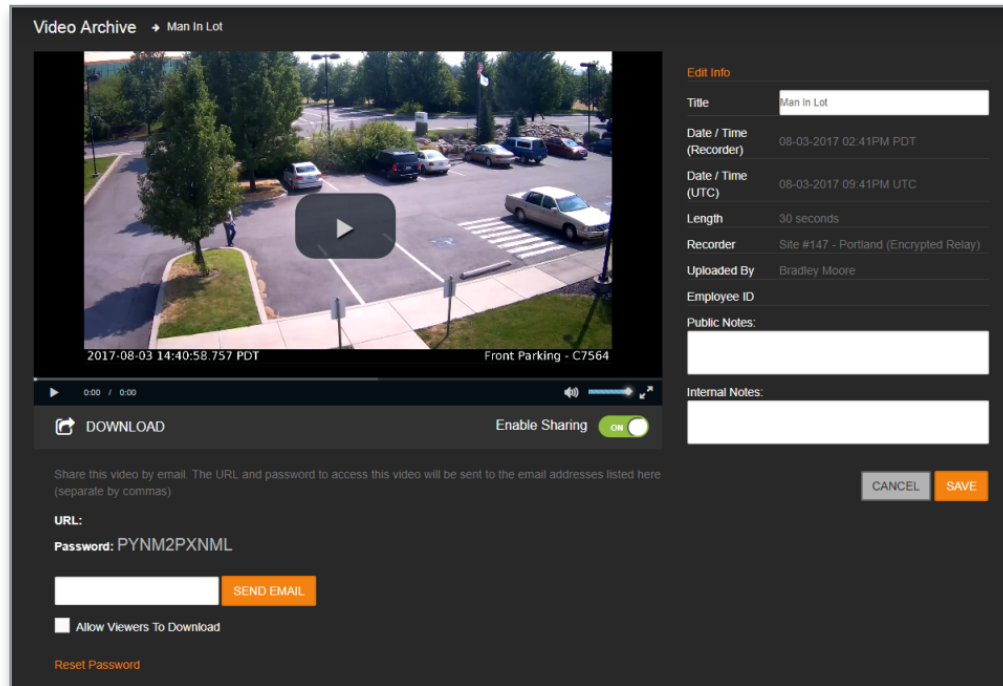 Video Archive → Man In Lot
2017-08-03 14:40:58.757 PDT Front Parking - C7564
0:00 / 0:00
DOWNLOAD
Enable Sharing ON
Share this video by email. The URL and password to access this video will be sent to the email addresses listed here
(separate by commas)
URL:
Password: PYNM2PXNML
SEND EMAIL
Allow Viewers To Download
Reset Password
Edit Info
Title Man In Lot
Date / Time
(Recorder) 08-03-2017 02:41PM PDT
Date / Time
(UTC) 08-03-2017 09:41PM UTC
Length 30 seconds
Recorder Site #147 - Portland (Encrypted Relay)
Uploaded By Bradley Moore
Employee ID
Public Notes:
Internal Notes:
CANCEL SAVE